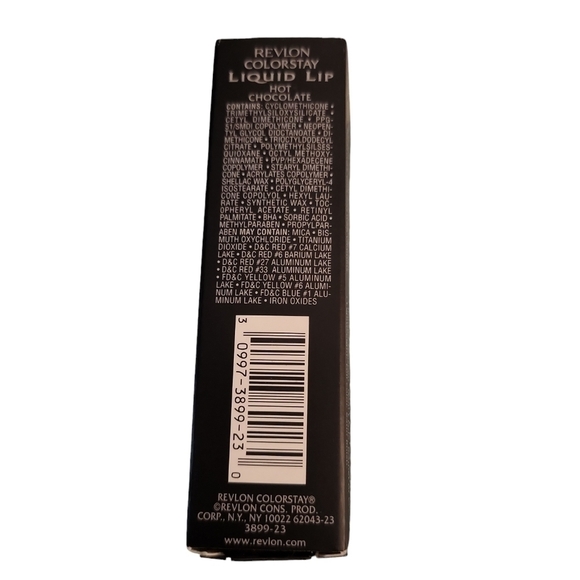 REVLON
COLORSTAY
LIQUID LIP
HOT
CHOCOLATE
CONTAINS: CYCLOMETHICONE •
TRIMETHYLSILOXYSILICATE •
CETYL DIMETHICONE • PPG-
51/SMDI COPOLYMER • NEOPEN-
TYL GLYCOL DIOCTANOATE • DI-
METHICONE • TRIOCTYLDODECYL
CITRATE • POLYMETHYLSILSES-
QUIOXANE • OCTYL METHOXY-
CINNAMATE • PVP/HEXADECENE
COPOLYMER • STEARYL DIMETHI-
CONE • ACRYLATES COPOLYMER •
SHELLAC WAX • POLYGLYCERYL-4
ISOSTEARATE • CETYL DIMETHI-
CONE COPOLYOL • HEXYL LAU-
RATE • SYNTHETIC WAX • TOC-
OPHERYL ACETATE • RETINYL
PALMITATE • BHA • SORBIC ACID •
METHYLPARABEN • PROPYLPAR-
ABEN MAY CONTAIN: MICA • BIS-
MUTH OXYCHLORIDE • TITANIUM
DIOXIDE • D&C RED #7 CALCIUM
LAKE • D&C RED #6 BARIUM LAKE
• D&C RED #27 ALUMINUM LAKE
• D&C RED #33 ALUMINUM LAKE
• FD&C YELLOW #5 ALUMINUM
LAKE • FD&C YELLOW #6 ALUMI-
NUM LAKE • FD&C BLUE #1 ALU-
MINUM LAKE • IRON OXIDES
3 0997-3899-23 0
REVLON COLORSTAY®
©REVLON CONS. PROD.
CORP., N.Y., NY 10022 62043-23
3899-23
www.revlon.com